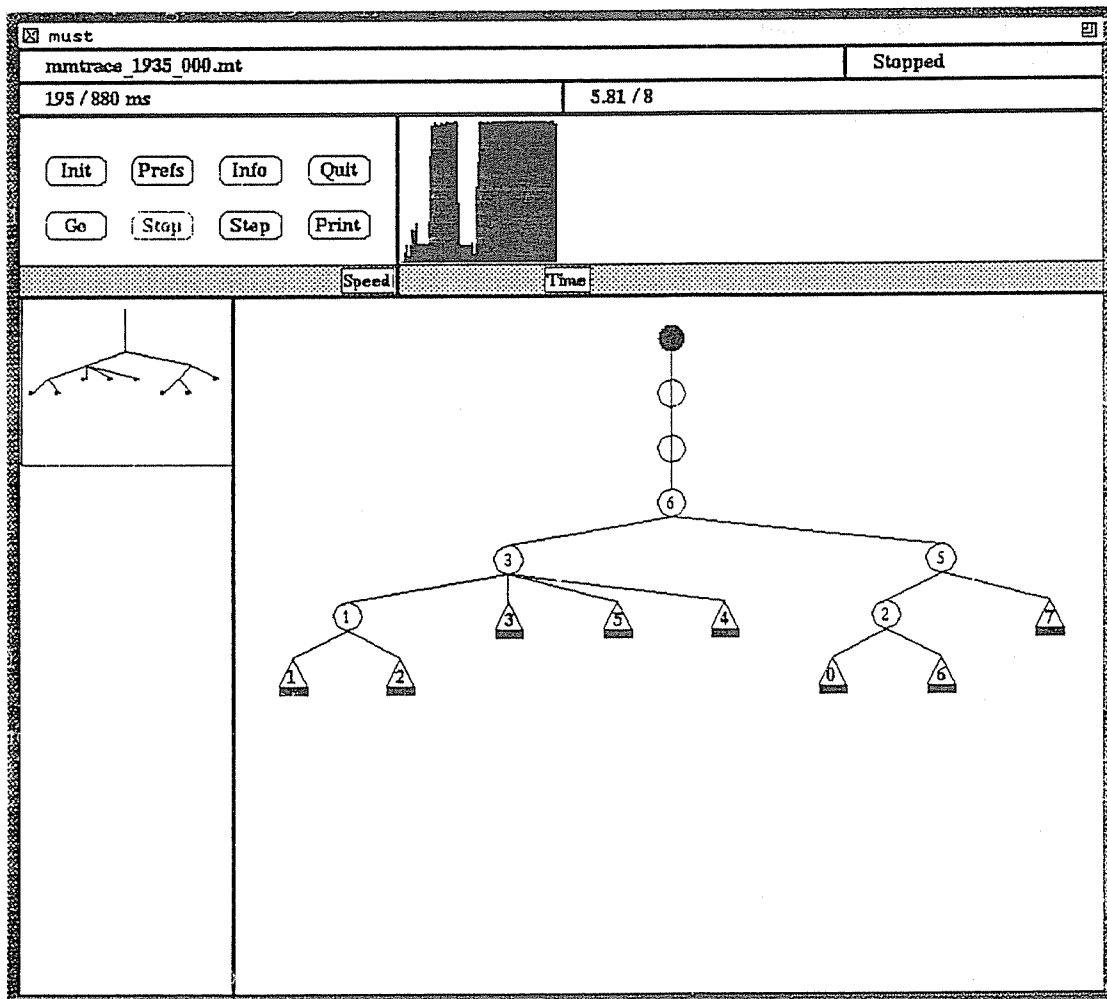 must
mmtrace_1935_000.mt Stopped
195 / 880 ms 5.81 / 8
Init Prefs Info Quit
Go Stop Step Print
Speed Time
6
3 5
1 3 5 4 2 7
1 2 0 6